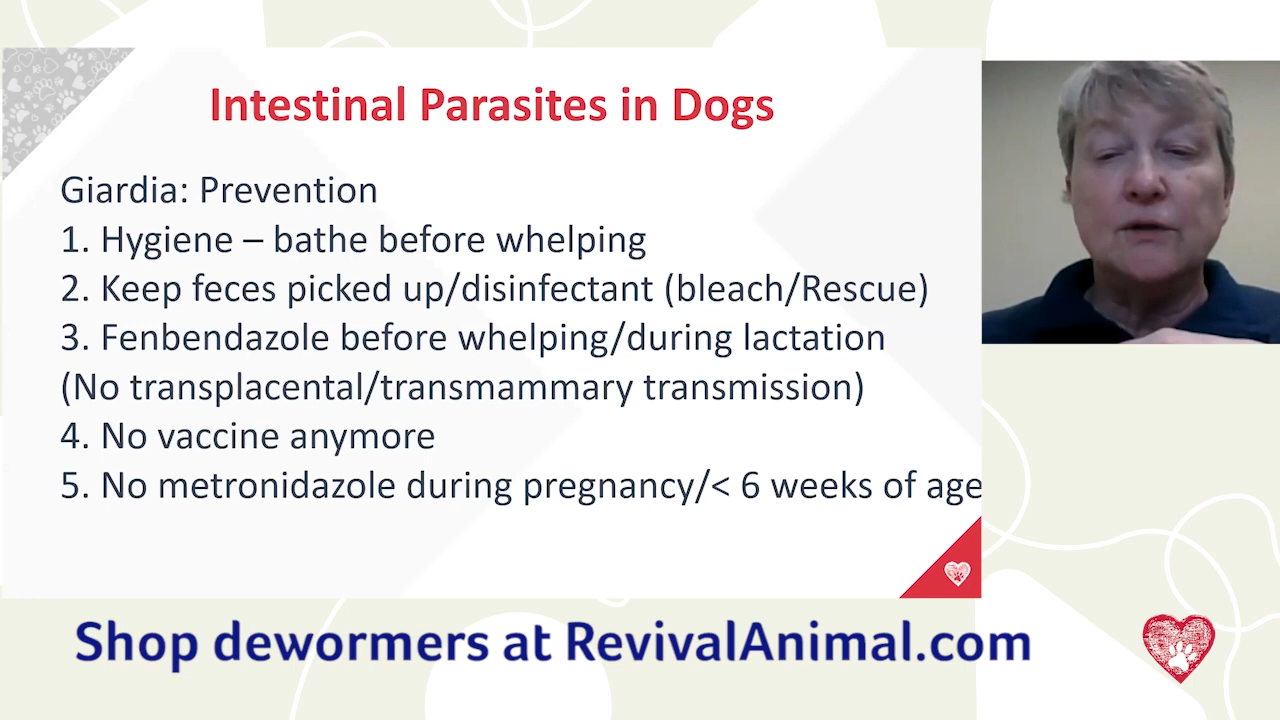 Intestinal Parasites in Dogs
Giardia: Prevention
1. Hygiene – bathe before whelping
2. Keep feces picked up/disinfectant (bleach/Rescue)
3. Fenbendazole before whelping/during lactation
(No transplacental/transmammary transmission)
4. No vaccine anymore
5. No metronidazole during pregnancy/< 6 weeks of age
Shop dewormers at RevivalAnimal.com